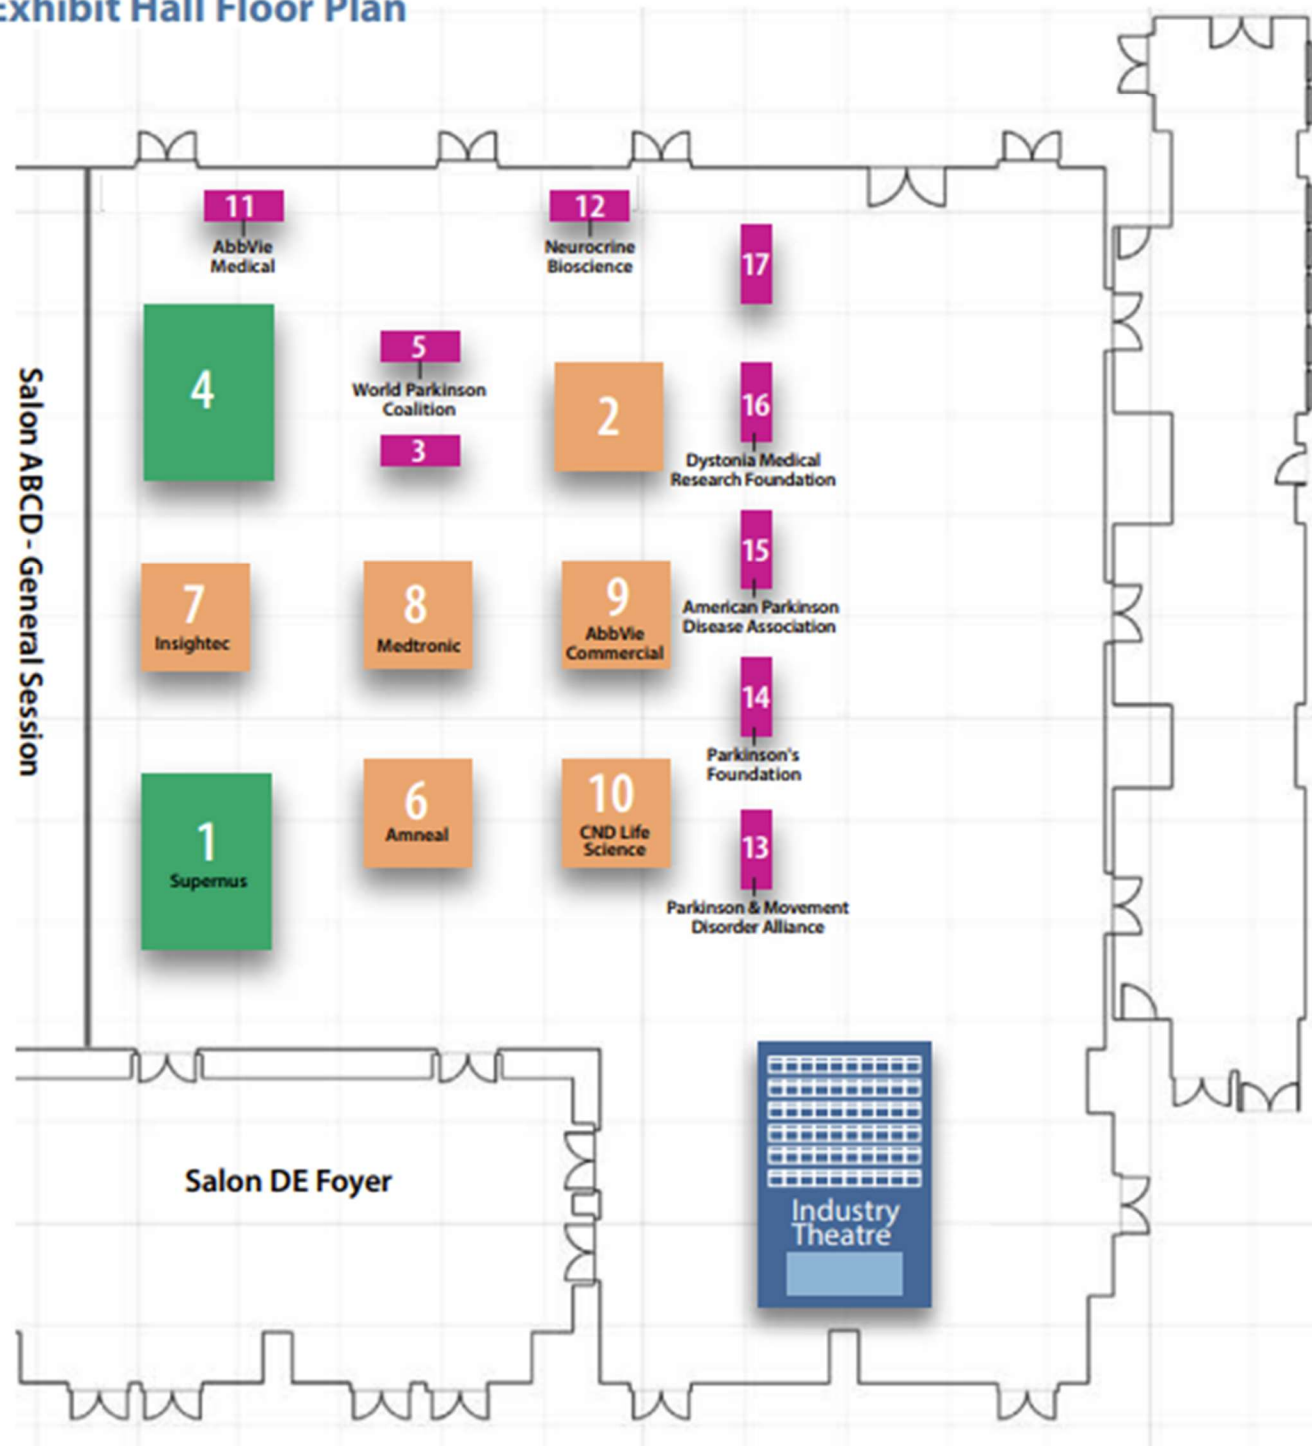 Exhibit Hall Floor Plan
11
AbbVie
Medical
12
Neurocrine
Bioscience
17
4
5
World Parkinson
Coalition
3
2
16
Dystonia Medical
Research Foundation
Salon ABCD - General Session
15
American Parkinson
Disease Association
7
Insightec
8
Medtronic
9
AbbVie
Commercial
14
Parkinson's
Foundation
1
Supernus
6
Amneal
10
CND Life
Science
13
Parkinson & Movement
Disorder Alliance
Salon DE Foyer
Industry
Theatre